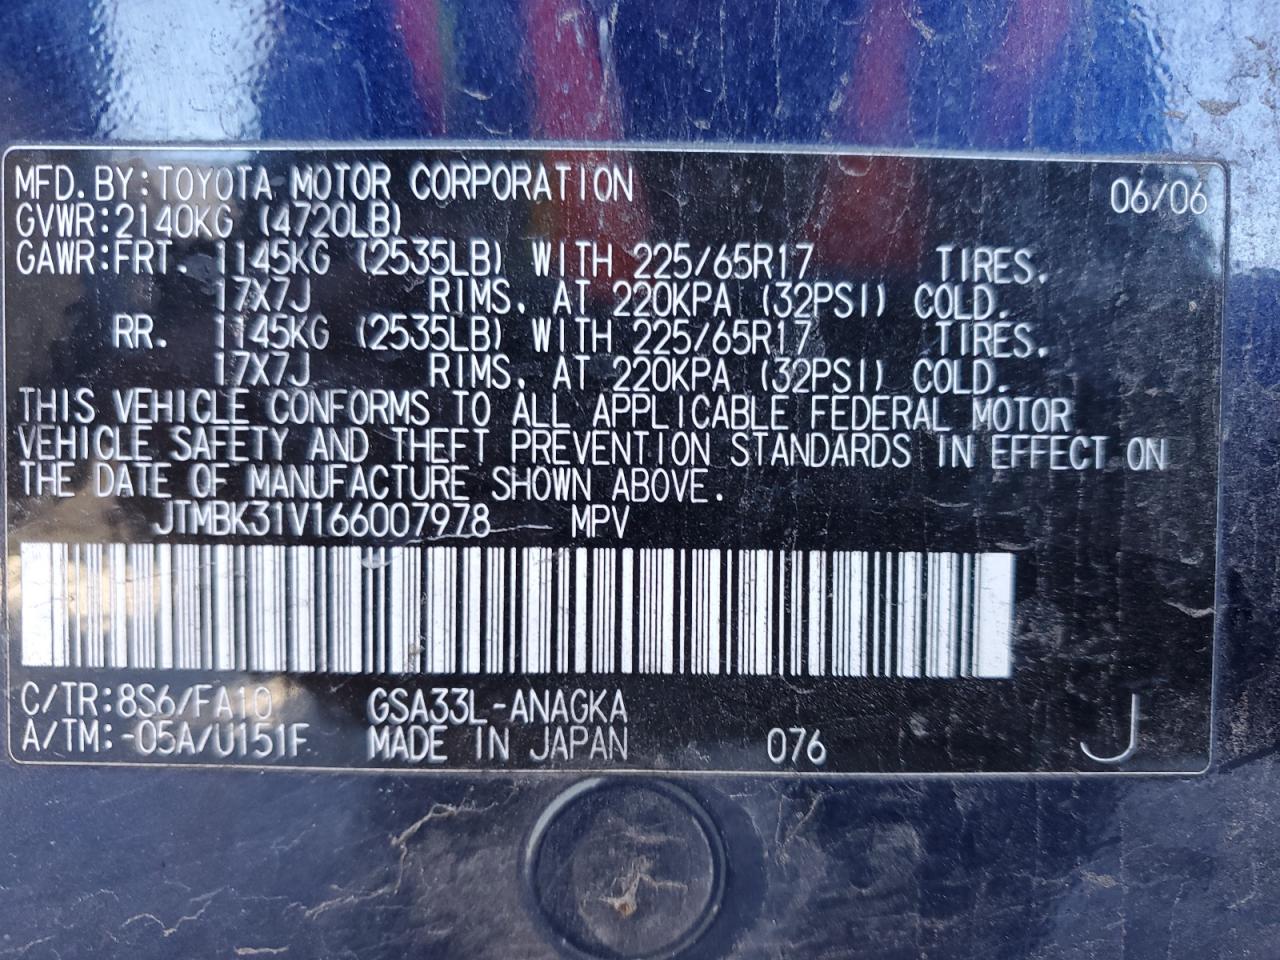 MFD. BY: TOYOTA MOTOR CORPORATION 06/06
GVWR: 2140KG (4720LB)
GAWR: FRT. 1145KG (2535LB) WITH 225/65R17 TIRES.
17X7J RIMS. AT 220KPA (32PSI) COLD.
RR. 1145KG (2535LB) WITH 225/65R17 TIRES.
17X7J RIMS. AT 220KPA (32PSI) COLD.
THIS VEHICLE CONFORMS TO ALL APPLICABLE FEDERAL MOTOR
VEHICLE SAFETY AND THEFT PREVENTION STANDARDS IN EFFECT ON
THE DATE OF MANUFACTURE SHOWN ABOVE.
JTMBK31V166007978 MPV
C/TR: 8S6/FA10 GSA33L-ANAGKA
A/TM: -05A/U151F MADE IN JAPAN 076 J